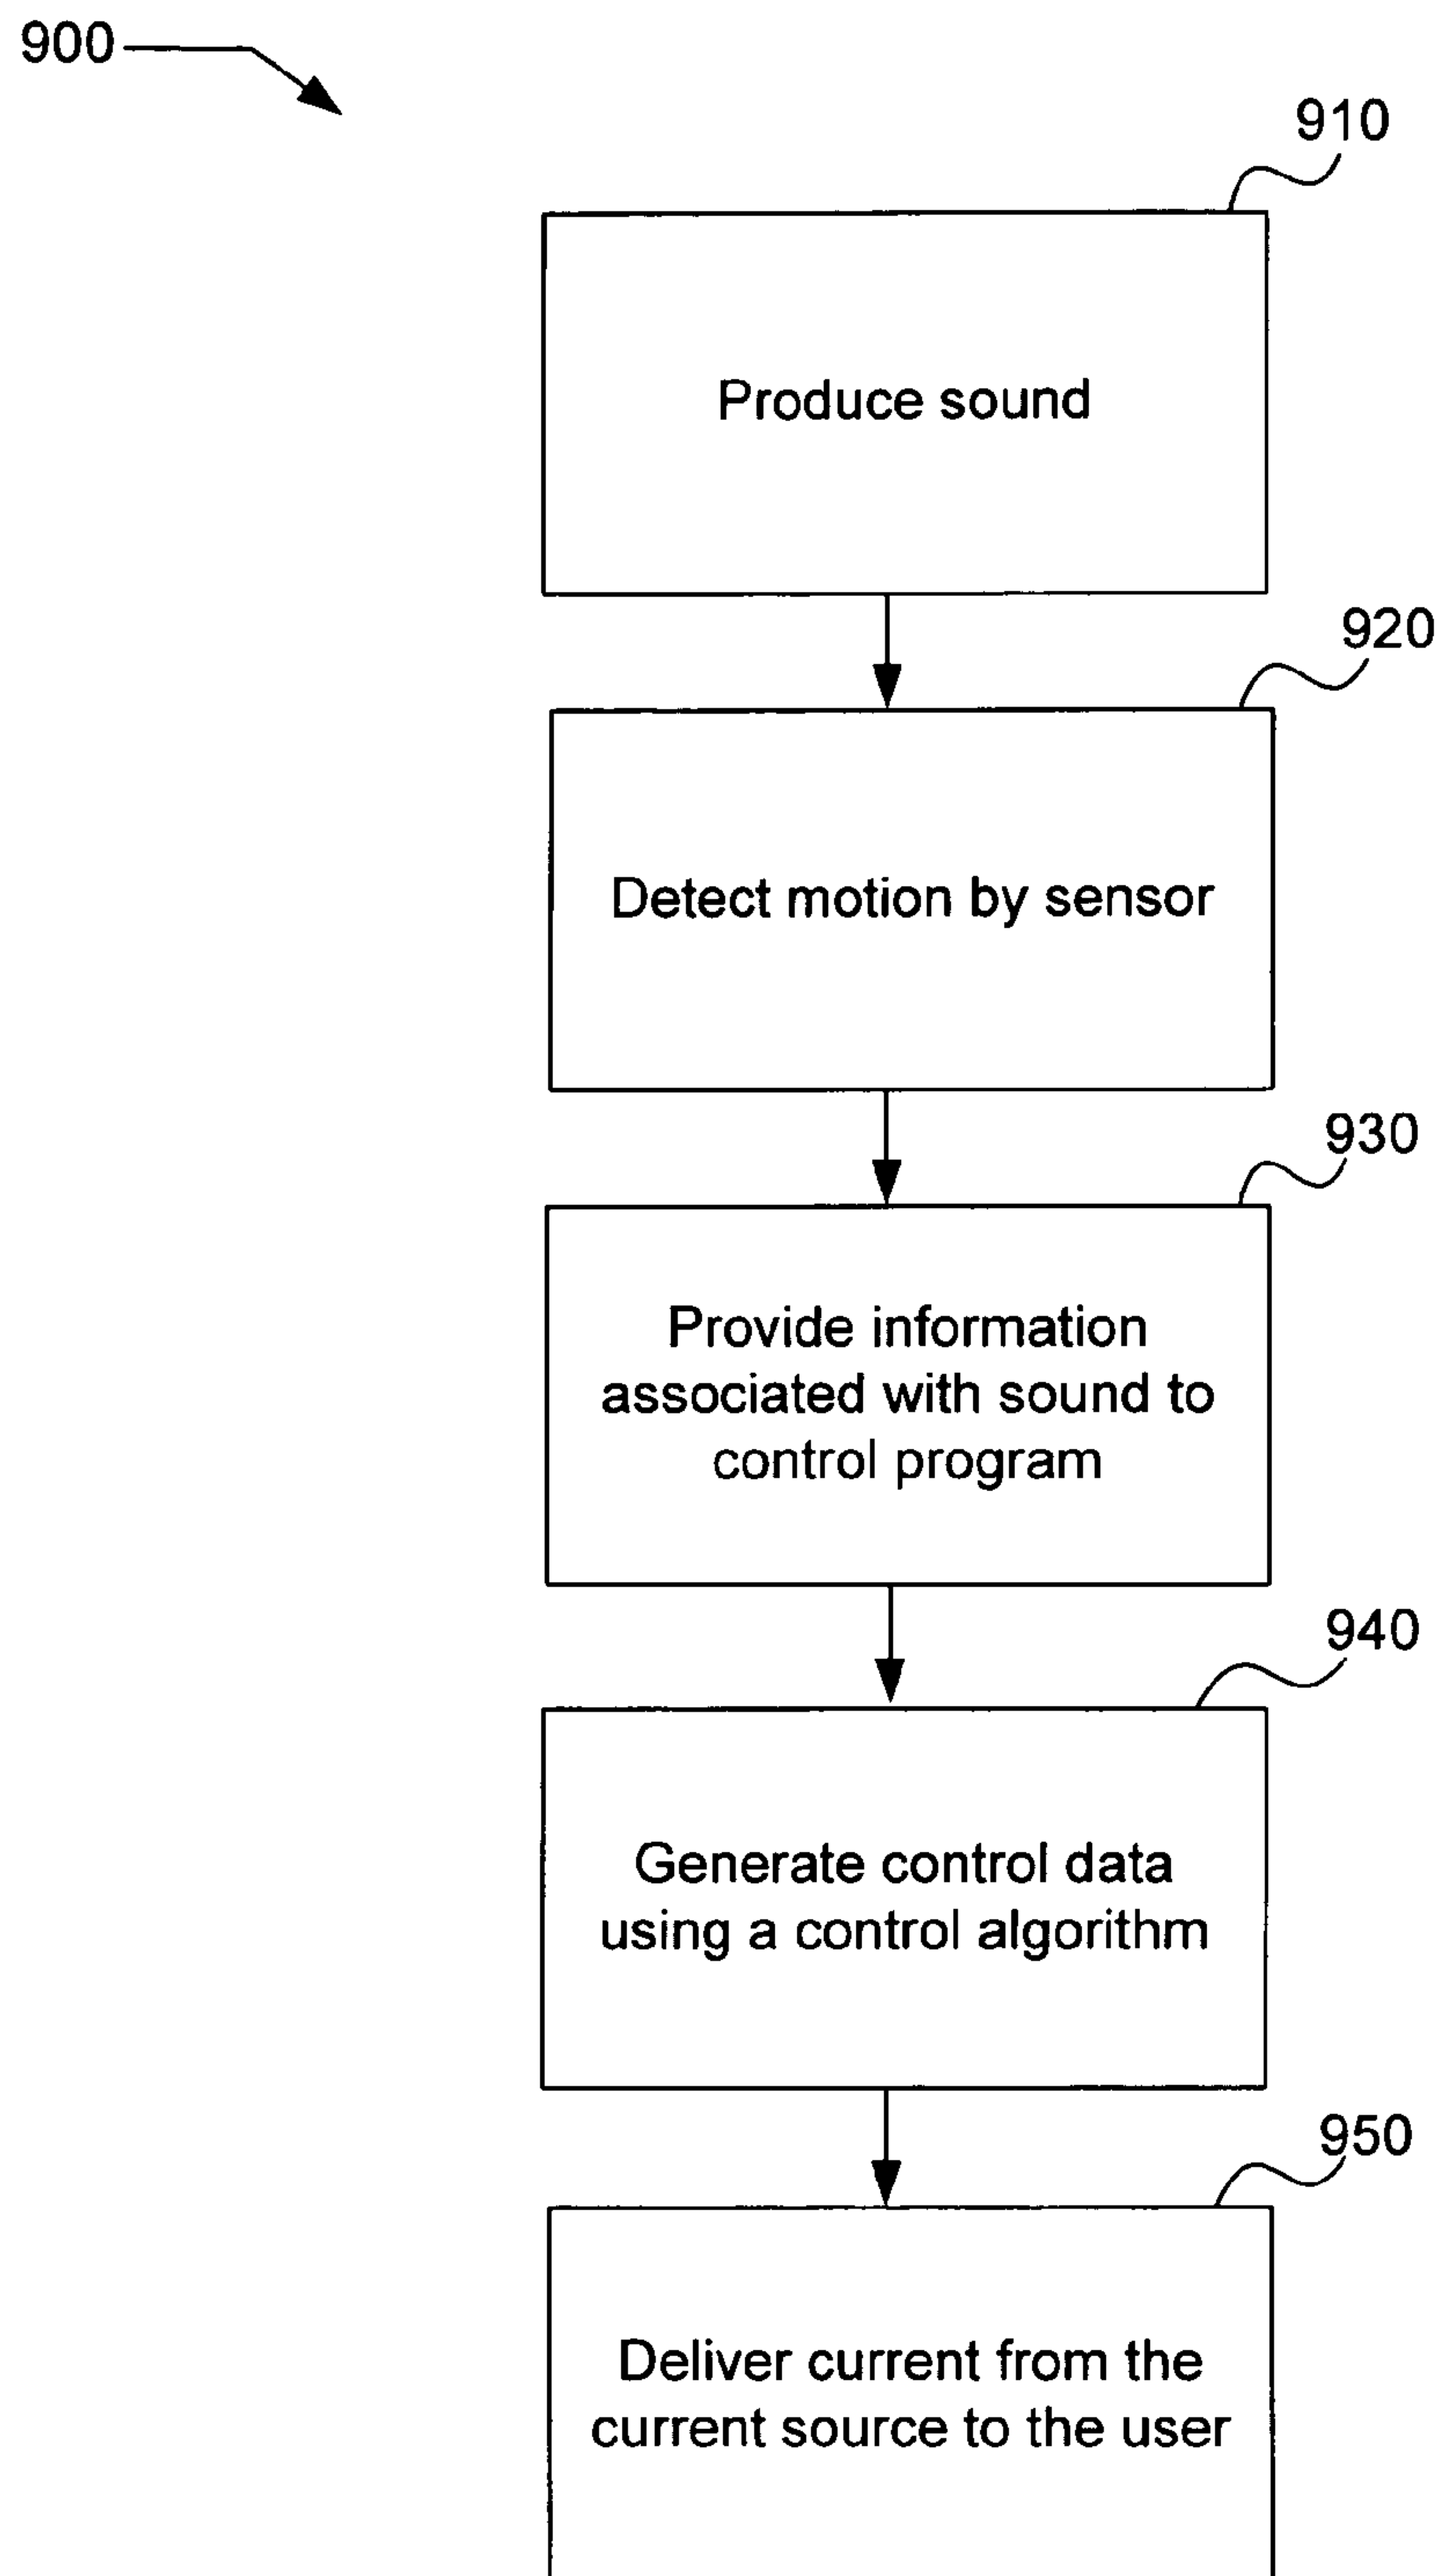 900
910
Produce sound
920
Detect motion by sensor
930
Provide information
associated with sound to
control program
940
Generate control data
using a control algorithm
950
Deliver current from the
current source to the user